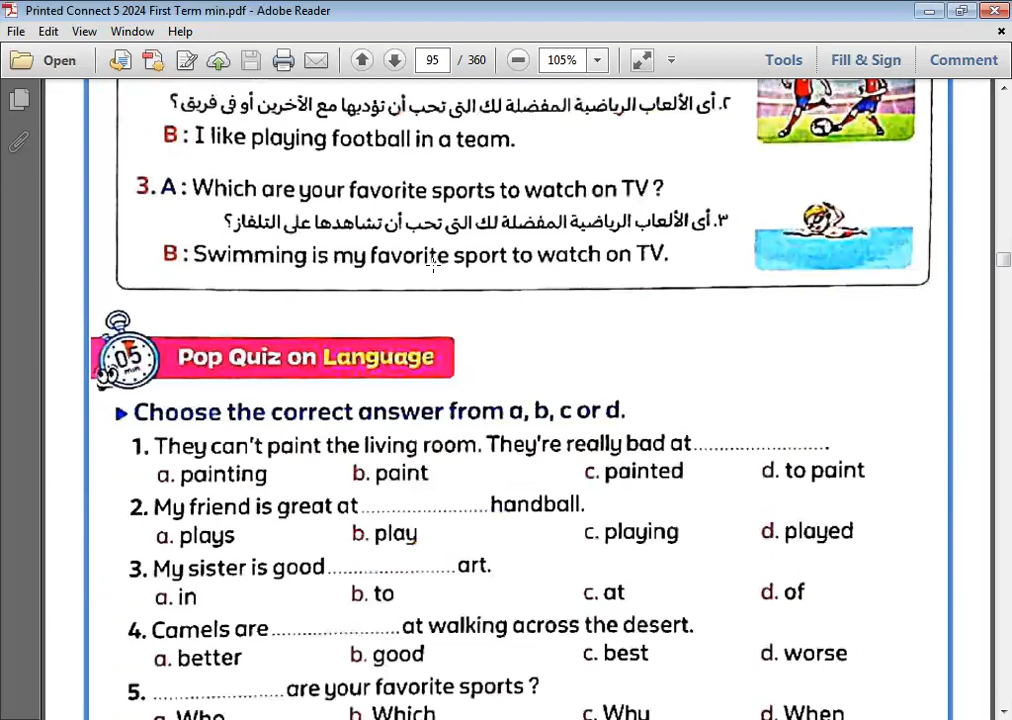 Printed Connect 5 2024 First Term min.pdf - Adobe Reader
File Edit View Window Help
Open 95 / 360 105% Tools Fill & Sign Comment
٢. أى الألعاب الرياضية المفضلة لك التى تحب أن تؤديها مع الآخرين أو فى فريق؟
B : I like playing football in a team.
3. A : Which are your favorite sports to watch on TV ?
٣. أى الألعاب الرياضية المفضلة لك التى تحب أن تشاهدها على التلفاز؟
B : Swimming is my favorite sport to watch on TV.
05 min
Pop Quiz on Language
► Choose the correct answer from a, b, c or d.
1. They can't paint the living room. They're really bad at ........................ .
a. painting b. paint c. painted d. to paint
2. My friend is great at ........................ handball.
a. plays b. play c. playing d. played
3. My sister is good ........................ art.
a. in b. to c. at d. of
4. Camels are ........................ at walking across the desert.
a. better b. good c. best d. worse
5. ........................ are your favorite sports ?
a. Who b. Which c. Why d. When